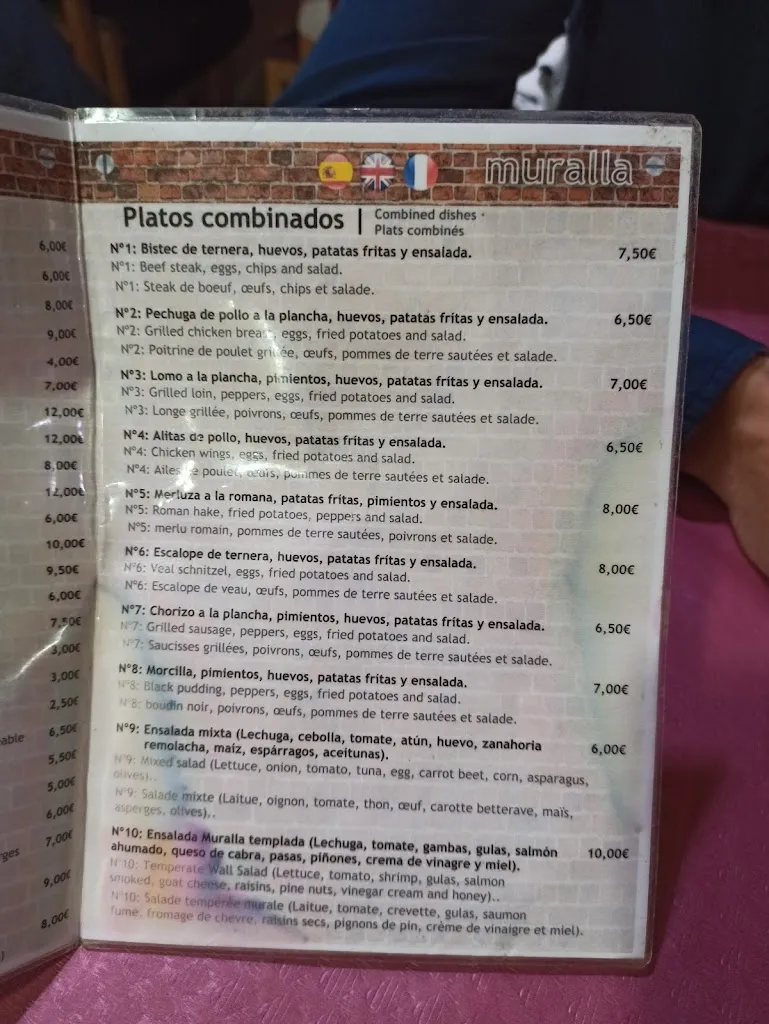 muralla
Platos combinados | Combined dishes ·
Plats combinés
Nº1: Bistec de ternera, huevos, patatas fritas y ensalada. 7,50€
Nº1: Beef steak, eggs, chips and salad.
Nº1: Steak de boeuf, œufs, chips et salade.
Nº2: Pechuga de pollo a la plancha, huevos, patatas fritas y ensalada. 6,50€
Nº2: Grilled chicken breast, eggs, fried potatoes and salad.
Nº2: Poitrine de poulet grillée, œufs, pommes de terre sautées et salade.
Nº3: Lomo a la plancha, pimientos, huevos, patatas fritas y ensalada. 7,00€
Nº3: Grilled loin, peppers, eggs, fried potatoes and salad.
Nº3: Longe grillée, poivrons, œufs, pommes de terre sautées et salade.
Nº4: Alitas de pollo, huevos, patatas fritas y ensalada. 6,50€
Nº4: Chicken wings, eggs, fried potatoes and salad.
Nº4: Ailes de poulet, œufs, pommes de terre sautées et salade.
Nº5: Merluza a la romana, patatas fritas, pimientos y ensalada. 8,00€
Nº5: Roman hake, fried potatoes, peppers and salad.
Nº5: merlu romain, pommes de terre sautées, poivrons et salade.
Nº6: Escalope de ternera, huevos, patatas fritas y ensalada. 8,00€
Nº6: Veal schnitzel, eggs, fried potatoes and salad.
Nº6: Escalope de veau, œufs, pommes de terre sautées et salade.
Nº7: Chorizo a la plancha, pimientos, huevos, patatas fritas y ensalada. 6,50€
Nº7: Grilled sausage, peppers, eggs, fried potatoes and salad.
Nº7: Saucisses grillées, poivrons, œufs, pommes de terre sautées et salade.
Nº8: Morcilla, pimientos, huevos, patatas fritas y ensalada. 7,00€
Nº8: Black pudding, peppers, eggs, fried potatoes and salad.
Nº8: boudin noir, poivrons, œufs, pommes de terre sautées et salade.
Nº9: Ensalada mixta (Lechuga, cebolla, tomate, atún, huevo, zanahoria 6,00€
remolacha, maíz, espárragos, aceitunas).
Nº9: Mixed salad (Lettuce, onion, tomato, tuna, egg, carrot beet, corn, asparagus,
olives)..
Nº9: Salade mixte (Laitue, oignon, tomate, thon, œuf, carotte betterave, maïs,
asperges, olives)..
Nº10: Ensalada Muralla templada (Lechuga, tomate, gambas, gulas, salmón 10,00€
ahumado, queso de cabra, pasas, piñones, crema de vinagre y miel).
Nº10: Temperate Wall Salad (Lettuce, tomato, shrimp, gulas, salmon
smoked, goat cheese, raisins, pine nuts, vinegar cream and honey)..
Nº10: Salade tempérée murale (Laitue, tomate, crevette, gulas, saumon
fume, fromage de chevre, raisins secs, pignons de pin, crème de vinaigre et miel).
6,00€
6,00€
8,00€
9,00€
4,00€
7,00€
12,00€
12,00€
8,00€
12,00€
6,00€
10,00€
9,50€
6,00€
7,50€
3,00€
3,00€
2,50€
able 6,50€
5,50€
5,00€
6,00€
rges 7,00€
9,00€
8,00€
)